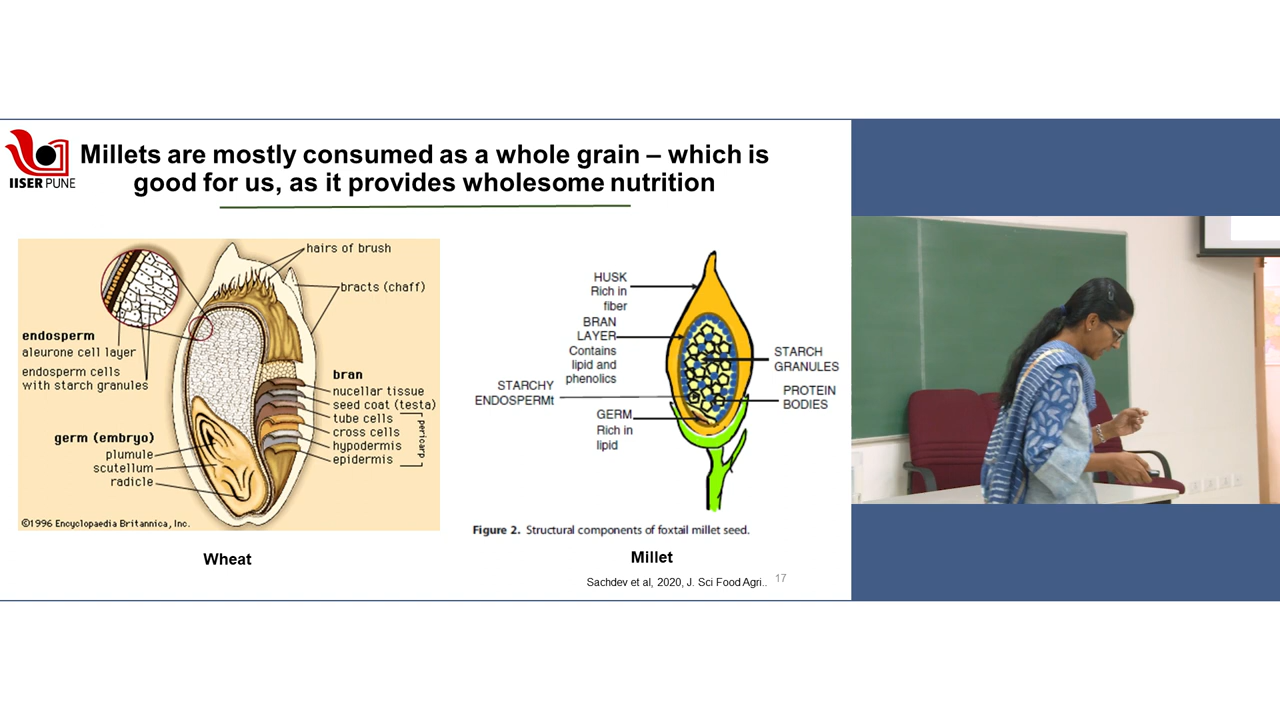 IISER PUNE
Millets are mostly consumed as a whole grain – which is
good for us, as it provides wholesome nutrition
hairs of brush
bracts (chaff)
endosperm
aleurone cell layer
endosperm cells
with starch granules
bran
nucellar tissue
seed coat (testa)
tube cells
cross cells
hypodermis
epidermis
pericarp
germ (embryo)
plumule
scutellum
radicle
©1996 Encyclopaedia Britannica, Inc.
Wheat
HUSK
Rich in
fiber
BRAN
LAYER
Contains
lipid and
phenolics
STARCHY
ENDOSPERMt
GERM
Rich in
lipid
STARCH
GRANULES
PROTEIN
BODIES
Figure 2. Structural components of foxtail millet seed.
Millet
Sachdev et al, 2020, J. Sci Food Agri..
17